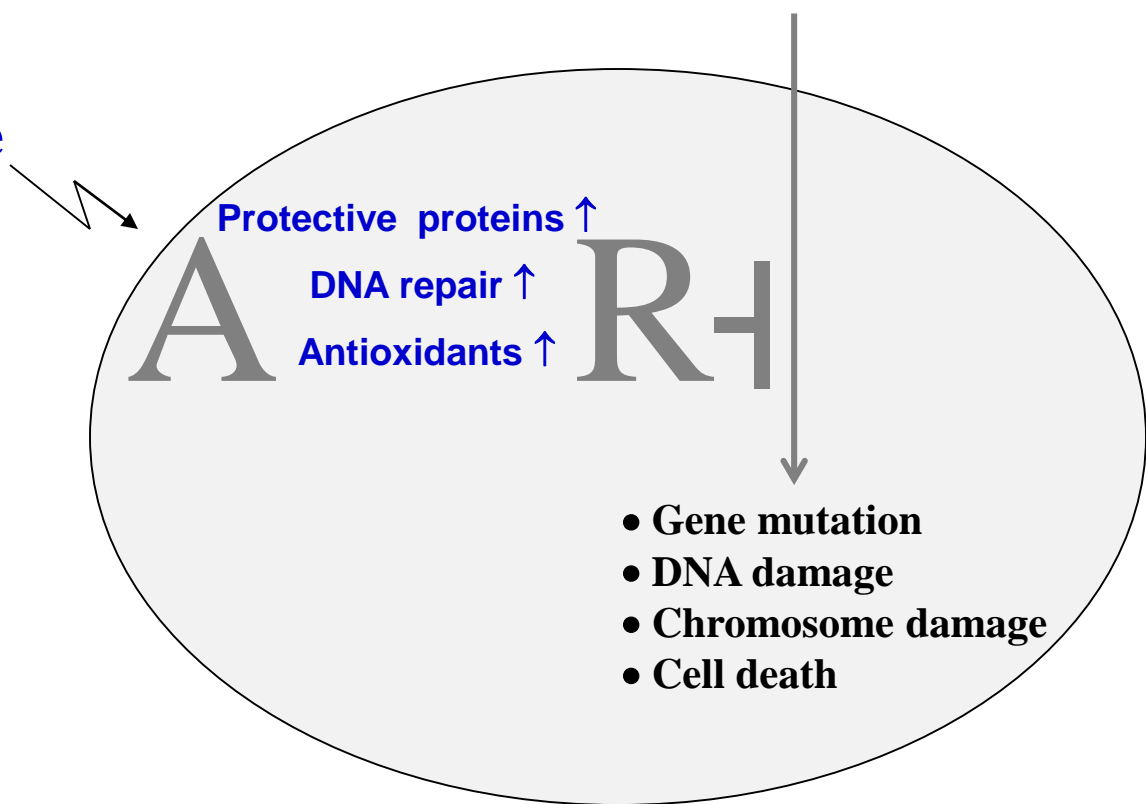 Protective proteins ↑
A DNA repair ↑ R
Antioxidants ↑
• Gene mutation
• DNA damage
• Chromosome damage
• Cell death